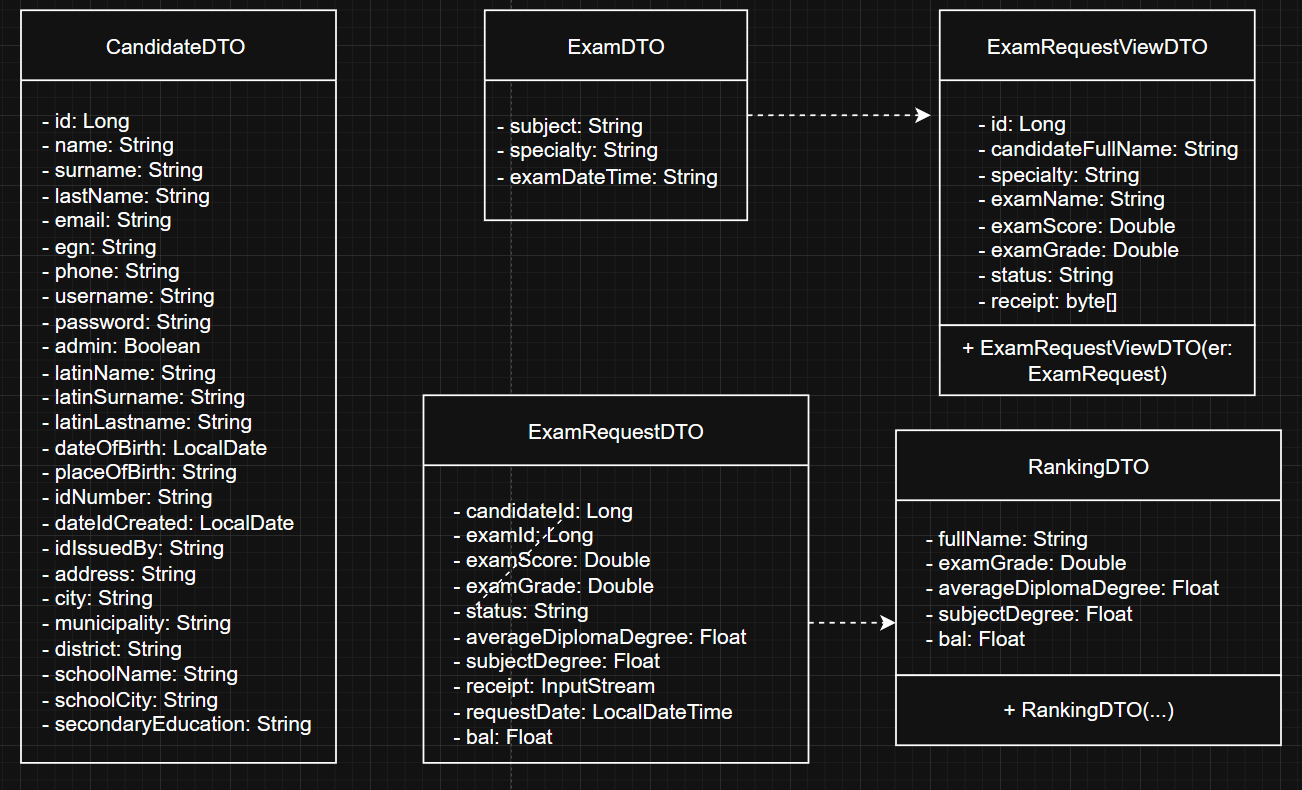 CandidateDTO
- id: Long
- name: String
- surname: String
- lastName: String
- email: String
- egn: String
- phone: String
- username: String
- password: String
- admin: Boolean
- latinName: String
- latinSurname: String
- latinLastname: String
- dateOfBirth: LocalDate
- placeOfBirth: String
- idNumber: String
- dateIdCreated: LocalDate
- idIssuedBy: String
- address: String
- city: String
- municipality: String
- district: String
- schoolName: String
- schoolCity: String
- secondaryEducation: String
ExamDTO
- subject: String
- specialty: String
- examDateTime: String
ExamRequestViewDTO
- id: Long
- candidateFullName: String
- specialty: String
- examName: String
- examScore: Double
- examGrade: Double
- status: String
- receipt: byte[]
+ ExamRequestViewDTO(er:
ExamRequest)
ExamRequestDTO
- candidateId: Long
- examId: Long
- examScore: Double
- examGrade: Double
- status: String
- averageDiplomaDegree: Float
- subjectDegree: Float
- receipt: InputStream
- requestDate: LocalDateTime
- bal: Float
RankingDTO
- fullName: String
- examGrade: Double
- averageDiplomaDegree: Float
- subjectDegree: Float
- bal: Float
+ RankingDTO(...)